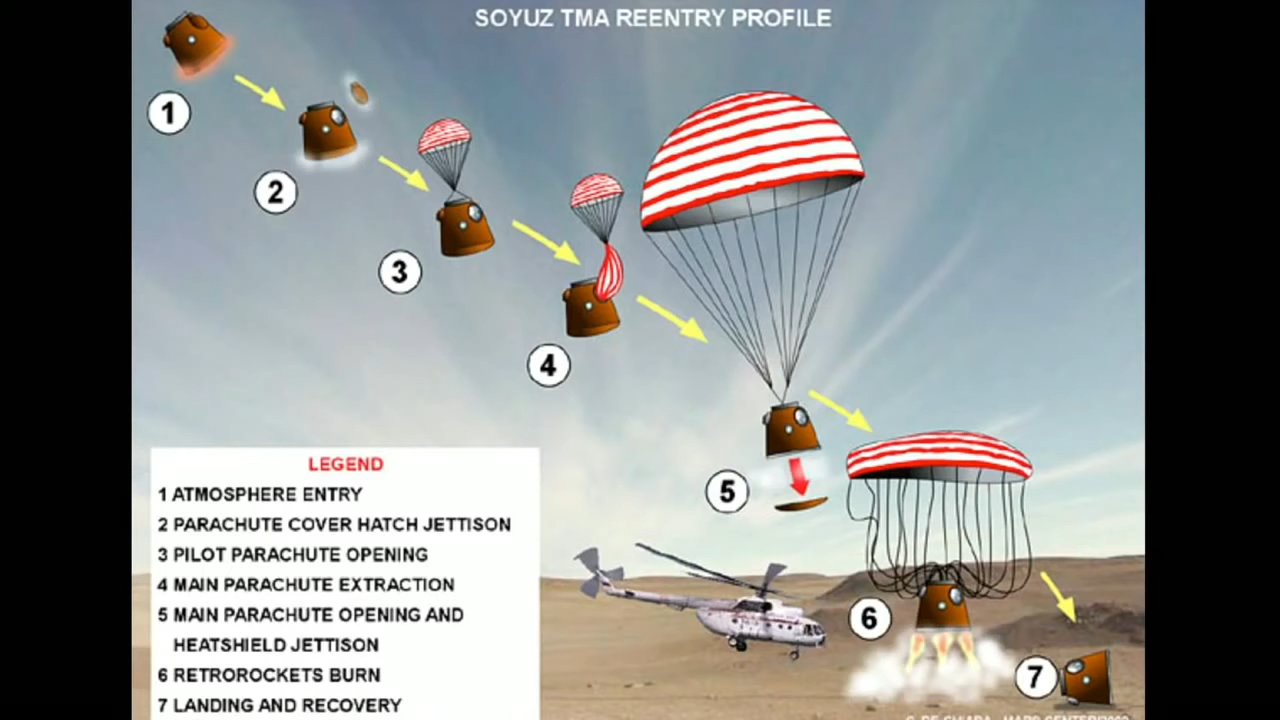 SOYUZ TMA REENTRY PROFILE
1
2
3
4
5
6
7
LEGEND
1 ATMOSPHERE ENTRY
2 PARACHUTE COVER HATCH JETTISON
3 PILOT PARACHUTE OPENING
4 MAIN PARACHUTE EXTRACTION
5 MAIN PARACHUTE OPENING AND
HEATSHIELD JETTISON
6 RETROROCKETS BURN
7 LANDING AND RECOVERY